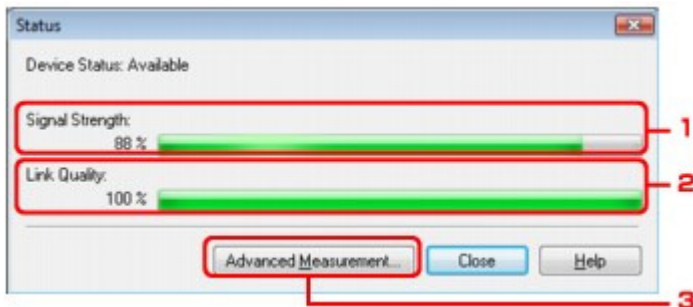 Status
Device Status: Available
Signal Strength:
88 %
1
Link Quality:
100 %
2
Advanced Measurement...
Close
Help
3